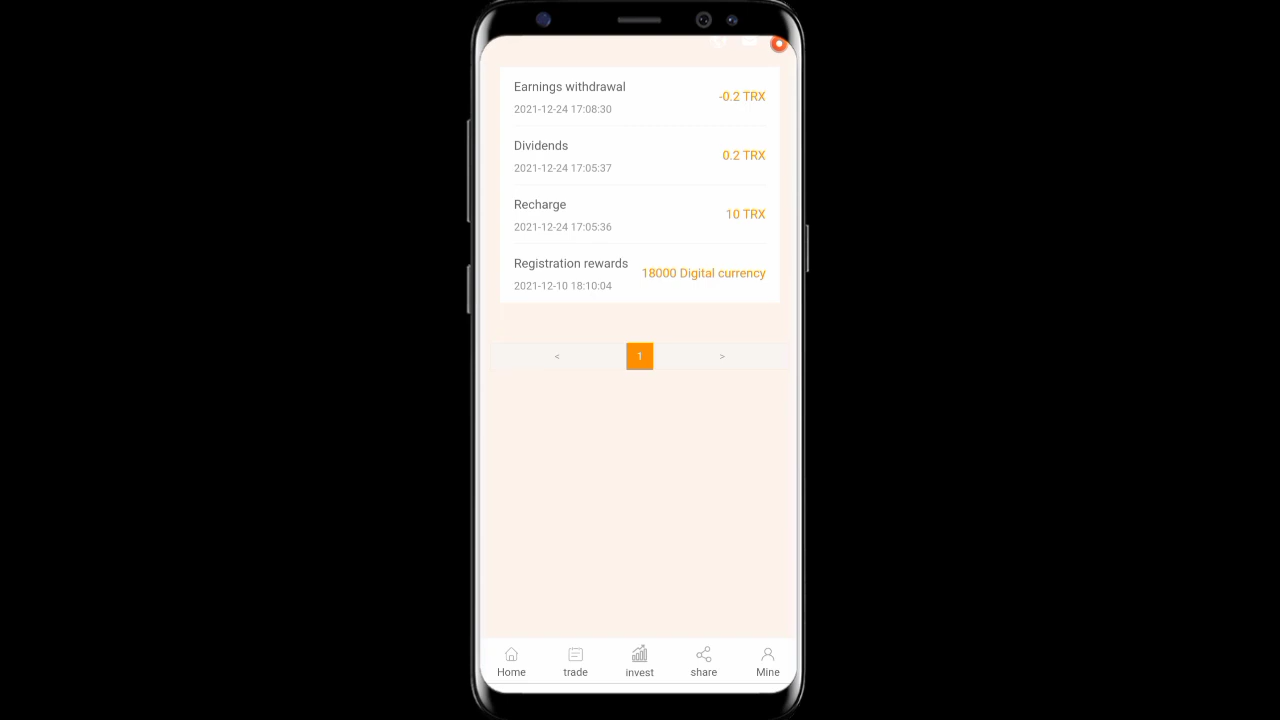 Earnings withdrawal
-0.2 TRX
2021-12-24 17:08:30
Dividends
0.2 TRX
2021-12-24 17:05:37
Recharge
10 TRX
2021-12-24 17:05:36
Registration rewards
18000 Digital currency
2021-12-10 18:10:04
< 1 >
Home trade invest share Mine